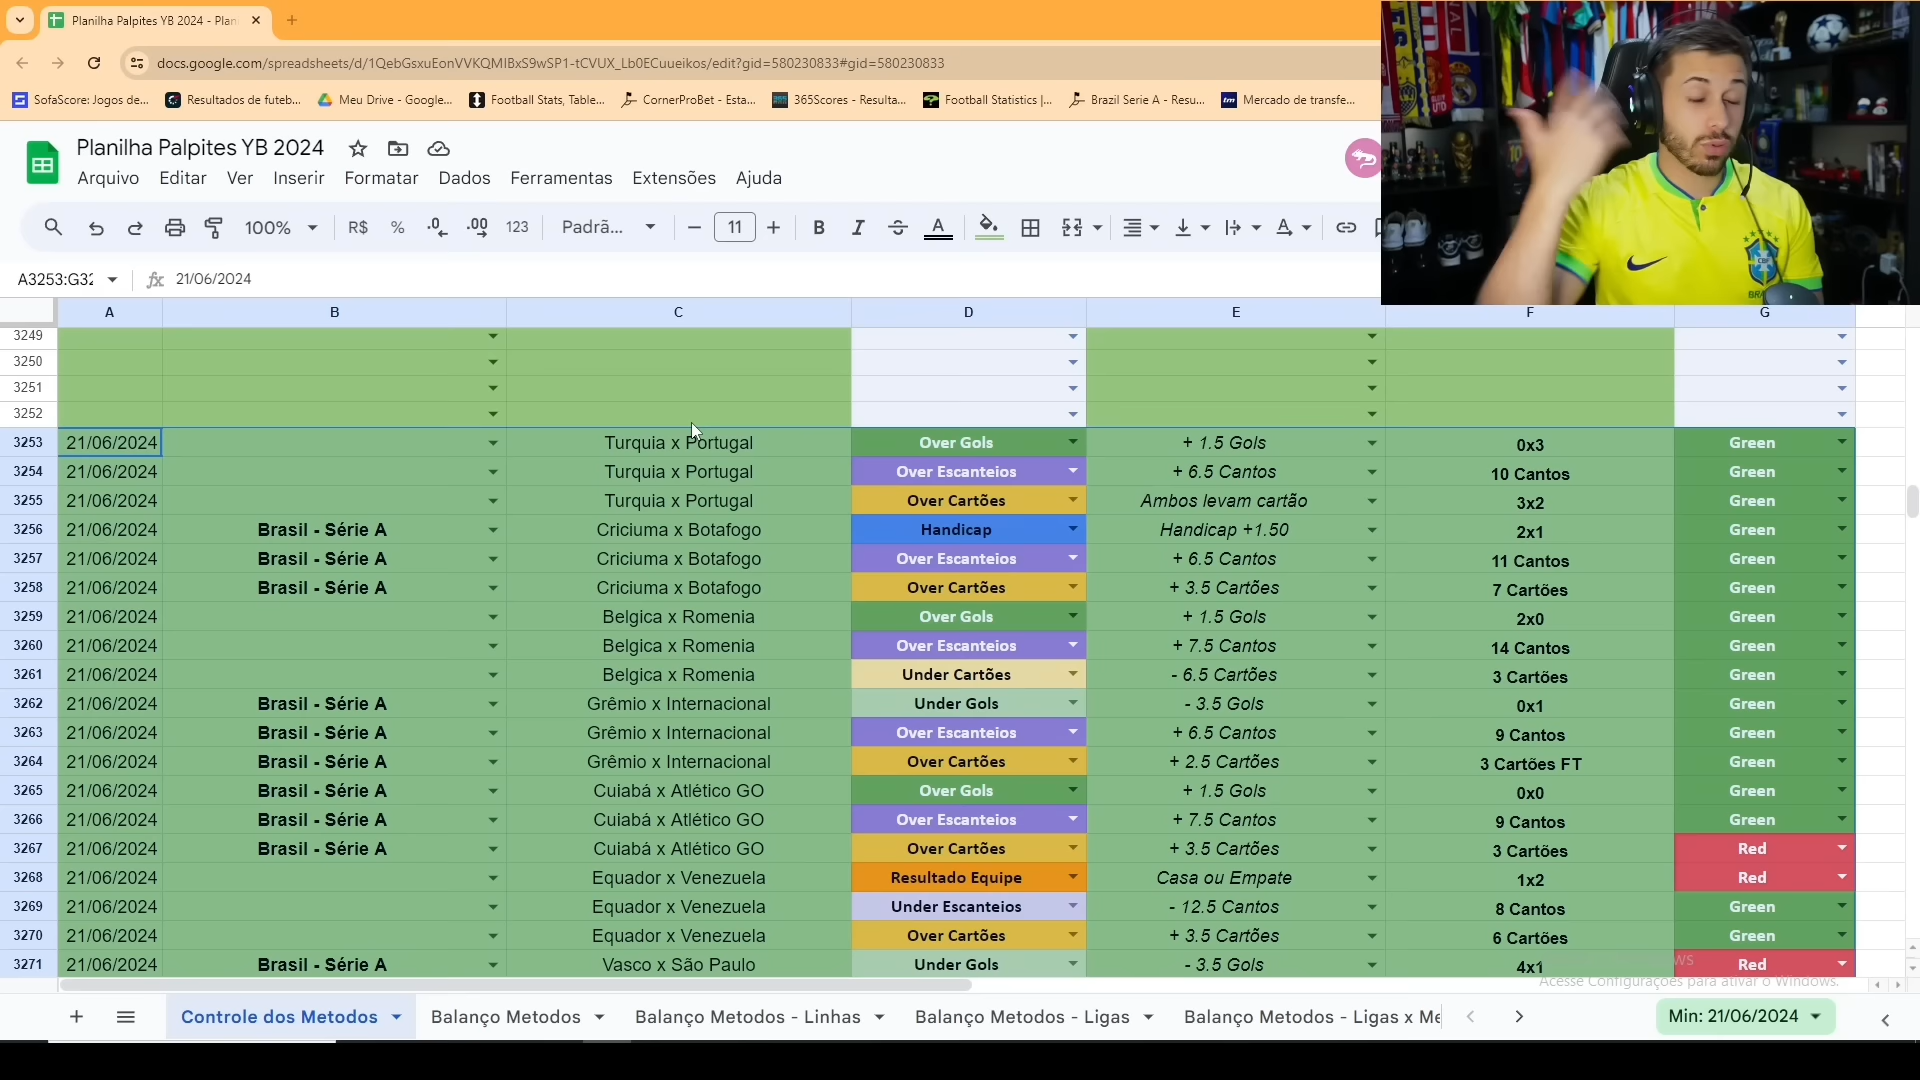 Planilha Palpites YB 2024 - Plan
docs.google.com/spreadsheets/d/1QebGsxuEonVVKQMIBxS9wSP1-tCVUX_Lb0ECuueikos/edit?gid=580230833#gid=580230833
SofaScore: Jogos de... Resultados de futeb... Meu Drive - Google... Football Stats, Table... CornerProBet - Esta... 365Scores - Resulta... Football Statistics |... Brazil Serie A - Resu... Mercado de transfe...
Planilha Palpites YB 2024
Arquivo Editar Ver Inserir Formatar Dados Ferramentas Extensões Ajuda
100% R$ % .0 .00 123 Padrã... 11 B I S A
A3253:G32 fx 21/06/2024
A B C D E F G
3249
3250
3251
3252
3253 21/06/2024 Turquia x Portugal Over Gols + 1.5 Gols 0x3 Green
3254 21/06/2024 Turquia x Portugal Over Escanteios + 6.5 Cantos 10 Cantos Green
3255 21/06/2024 Turquia x Portugal Over Cartões Ambos levam cartão 3x2 Green
3256 21/06/2024 Brasil - Série A Criciuma x Botafogo Handicap Handicap +1.50 2x1 Green
3257 21/06/2024 Brasil - Série A Criciuma x Botafogo Over Escanteios + 6.5 Cantos 11 Cantos Green
3258 21/06/2024 Brasil - Série A Criciuma x Botafogo Over Cartões + 3.5 Cartões 7 Cartões Green
3259 21/06/2024 Belgica x Romenia Over Gols + 1.5 Gols 2x0 Green
3260 21/06/2024 Belgica x Romenia Over Escanteios + 7.5 Cantos 14 Cantos Green
3261 21/06/2024 Belgica x Romenia Under Cartões - 6.5 Cartões 3 Cartões Green
3262 21/06/2024 Brasil - Série A Grêmio x Internacional Under Gols - 3.5 Gols 0x1 Green
3263 21/06/2024 Brasil - Série A Grêmio x Internacional Over Escanteios + 6.5 Cantos 9 Cantos Green
3264 21/06/2024 Brasil - Série A Grêmio x Internacional Over Cartões + 2.5 Cartões 3 Cartões FT Green
3265 21/06/2024 Brasil - Série A Cuiabá x Atlético GO Over Gols + 1.5 Gols 0x0 Green
3266 21/06/2024 Brasil - Série A Cuiabá x Atlético GO Over Escanteios + 7.5 Cantos 9 Cantos Green
3267 21/06/2024 Brasil - Série A Cuiabá x Atlético GO Over Cartões + 3.5 Cartões 3 Cartões Red
3268 21/06/2024 Equador x Venezuela Resultado Equipe Casa ou Empate 1x2 Red
3269 21/06/2024 Equador x Venezuela Under Escanteios - 12.5 Cantos 8 Cantos Green
3270 21/06/2024 Equador x Venezuela Over Cartões + 3.5 Cartões 6 Cartões Green
3271 21/06/2024 Brasil - Série A Vasco x São Paulo Under Gols - 3.5 Gols 4x1 Red
Acesse Configurações para ativar o Windows.
Controle dos Metodos Balanço Metodos Balanço Metodos - Linhas Balanço Metodos - Ligas Balanço Metodos - Ligas x Me Min: 21/06/2024